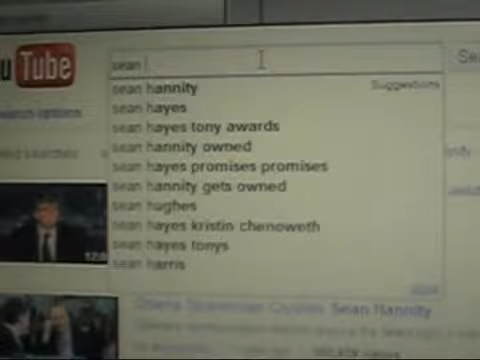 Tube
sean
Se
sean hannity
Suggestions
sean hayes
sean hayes tony awards
sean hannity owned
sean hayes promises promises
sean hannity gets owned
sean hughes
sean hayes kristin chenoweth
sean hayes tonys
sean harris
Sean Hannity